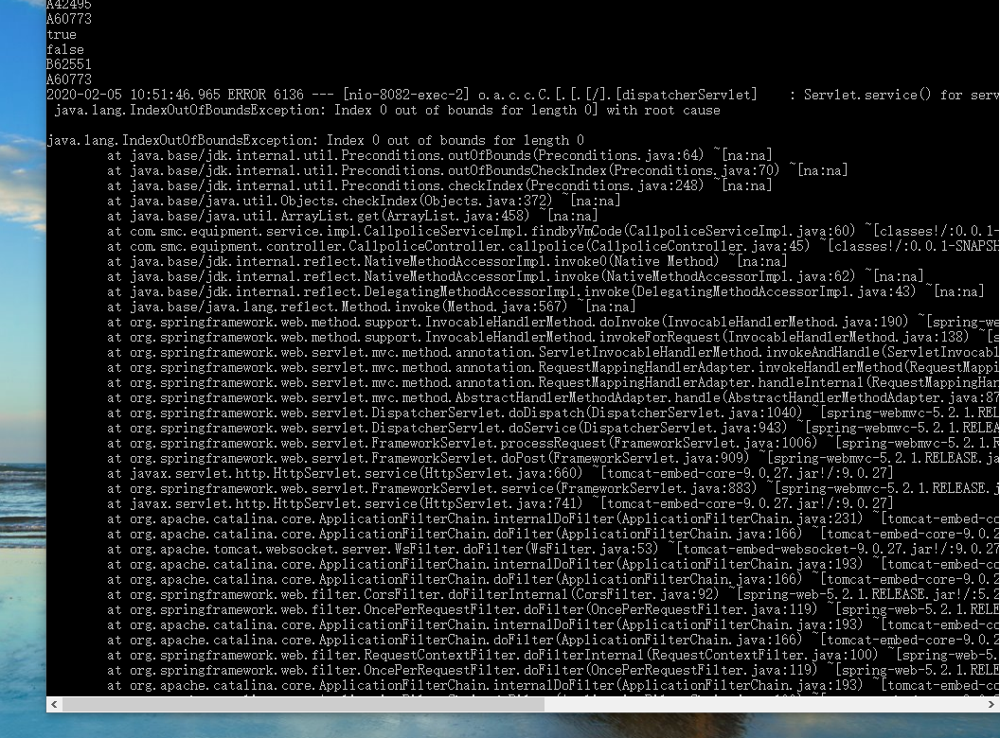 A42495
A60773
true
false
B62551
A60773
2020-02-05 10:51:46.965 ERROR 6136 --- [nio-8082-exec-2] o.a.c.c.C.[.[.[/].[dispatcherServlet]    : Servlet.service() for serv
 java.lang.IndexOutOfBoundsException: Index 0 out of bounds for length 0] with root cause
java.lang.IndexOutOfBoundsException: Index 0 out of bounds for length 0
at java.base/jdk.internal.util.Preconditions.outOfBounds(Preconditions.java:64) ~[na:na]
at java.base/jdk.internal.util.Preconditions.outOfBoundsCheckIndex(Preconditions.java:70) ~[na:na]
at java.base/jdk.internal.util.Preconditions.checkIndex(Preconditions.java:248) ~[na:na]
at java.base/java.util.Objects.checkIndex(Objects.java:372) ~[na:na]
at java.base/java.util.ArrayList.get(ArrayList.java:458) ~[na:na]
at com.smc.equipment.service.impl.CallpoliceServiceImpl.findbyVmCode(CallpoliceServiceImpl.java:60) ~[classes!/:0.0.1-
at com.smc.equipment.controller.CallpoliceController.callpolice(CallpoliceController.java:45) ~[classes!/:0.0.1-SNAPSH
at java.base/jdk.internal.reflect.NativeMethodAccessorImpl.invoke0(Native Method) ~[na:na]
at java.base/jdk.internal.reflect.NativeMethodAccessorImpl.invoke(NativeMethodAccessorImpl.java:62) ~[na:na]
at java.base/jdk.internal.reflect.DelegatingMethodAccessorImpl.invoke(DelegatingMethodAccessorImpl.java:43) ~[na:na]
at java.base/java.lang.reflect.Method.invoke(Method.java:567) ~[na:na]
at org.springframework.web.method.support.InvocableHandlerMethod.doInvoke(InvocableHandlerMethod.java:190) ~[spring-we
at org.springframework.web.method.support.InvocableHandlerMethod.invokeForRequest(InvocableHandlerMethod.java:138) ~[s
at org.springframework.web.servlet.mvc.method.annotation.ServletInvocableHandlerMethod.invokeAndHandle(ServletInvocabl
at org.springframework.web.servlet.mvc.method.annotation.RequestMappingHandlerAdapter.invokeHandlerMethod(RequestMappi
at org.springframework.web.servlet.mvc.method.annotation.RequestMappingHandlerAdapter.handleInternal(RequestMappingHan
at org.springframework.web.servlet.mvc.method.AbstractHandlerMethodAdapter.handle(AbstractHandlerMethodAdapter.java:87
at org.springframework.web.servlet.DispatcherServlet.doDispatch(DispatcherServlet.java:1040) ~[spring-webmvc-5.2.1.REL
at org.springframework.web.servlet.DispatcherServlet.doService(DispatcherServlet.java:943) ~[spring-webmvc-5.2.1.RELEA
at org.springframework.web.servlet.FrameworkServlet.processRequest(FrameworkServlet.java:1006) ~[spring-webmvc-5.2.1.R
at org.springframework.web.servlet.FrameworkServlet.doPost(FrameworkServlet.java:909) ~[spring-webmvc-5.2.1.RELEASE.ja
at javax.servlet.http.HttpServlet.service(HttpServlet.java:660) ~[tomcat-embed-core-9.0.27.jar!/:9.0.27]
at org.springframework.web.servlet.FrameworkServlet.service(FrameworkServlet.java:883) ~[spring-webmvc-5.2.1.RELEASE.j
at javax.servlet.http.HttpServlet.service(HttpServlet.java:741) ~[tomcat-embed-core-9.0.27.jar!/:9.0.27]
at org.apache.catalina.core.ApplicationFilterChain.internalDoFilter(ApplicationFilterChain.java:231) ~[tomcat-embed-co
at org.apache.catalina.core.ApplicationFilterChain.doFilter(ApplicationFilterChain.java:166) ~[tomcat-embed-core-9.0.2
at org.apache.tomcat.websocket.server.WsFilter.doFilter(WsFilter.java:53) ~[tomcat-embed-websocket-9.0.27.jar!/:9.0.27
at org.apache.catalina.core.ApplicationFilterChain.internalDoFilter(ApplicationFilterChain.java:193) ~[tomcat-embed-co
at org.apache.catalina.core.ApplicationFilterChain.doFilter(ApplicationFilterChain.java:166) ~[tomcat-embed-core-9.0.2
at org.springframework.web.filter.CorsFilter.doFilterInternal(CorsFilter.java:92) ~[spring-web-5.2.1.RELEASE.jar!/:5.2
at org.springframework.web.filter.OncePerRequestFilter.doFilter(OncePerRequestFilter.java:119) ~[spring-web-5.2.1.RELE
at org.apache.catalina.core.ApplicationFilterChain.internalDoFilter(ApplicationFilterChain.java:193) ~[tomcat-embed-co
at org.apache.catalina.core.ApplicationFilterChain.doFilter(ApplicationFilterChain.java:166) ~[tomcat-embed-core-9.0.2
at org.springframework.web.filter.RequestContextFilter.doFilterInternal(RequestContextFilter.java:100) ~[spring-web-5.
at org.springframework.web.filter.OncePerRequestFilter.doFilter(OncePerRequestFilter.java:119) ~[spring-web-5.2.1.RELE
at org.apache.catalina.core.ApplicationFilterChain.internalDoFilter(ApplicationFilterChain.java:193) ~[tomcat-embed-co